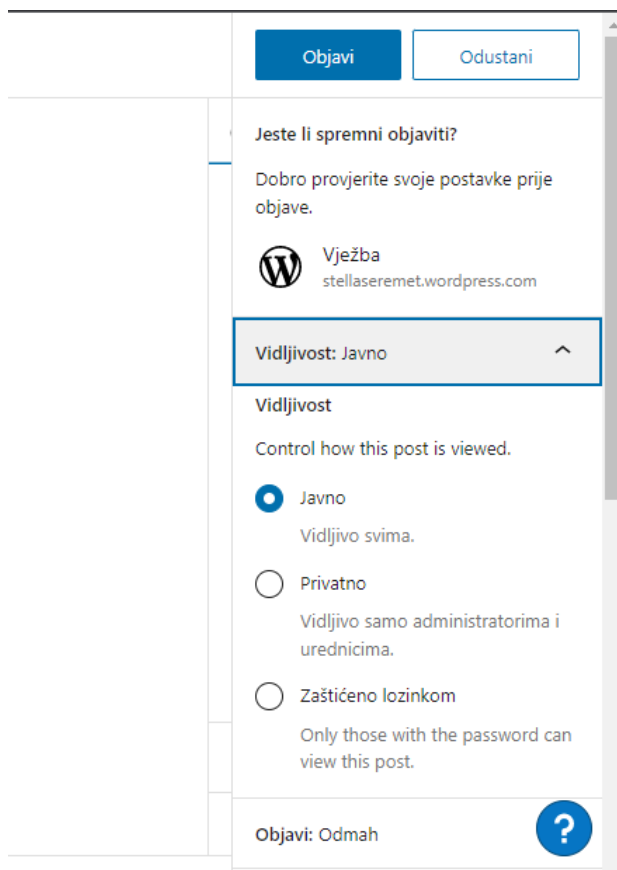 Objavi
Odustani
Jeste li spremni objaviti?
Dobro provjerite svoje postavke prije
objave.
Vježba
stellaseremet.wordpress.com
Vidljivost: Javno
Vidljivost
Control how this post is viewed.
Javno
Vidljivo svima.
Privatno
Vidljivo samo administratorima i
urednicima.
Zaštićeno lozinkom
Only those with the password can
view this post.
Objavi: Odmah
?